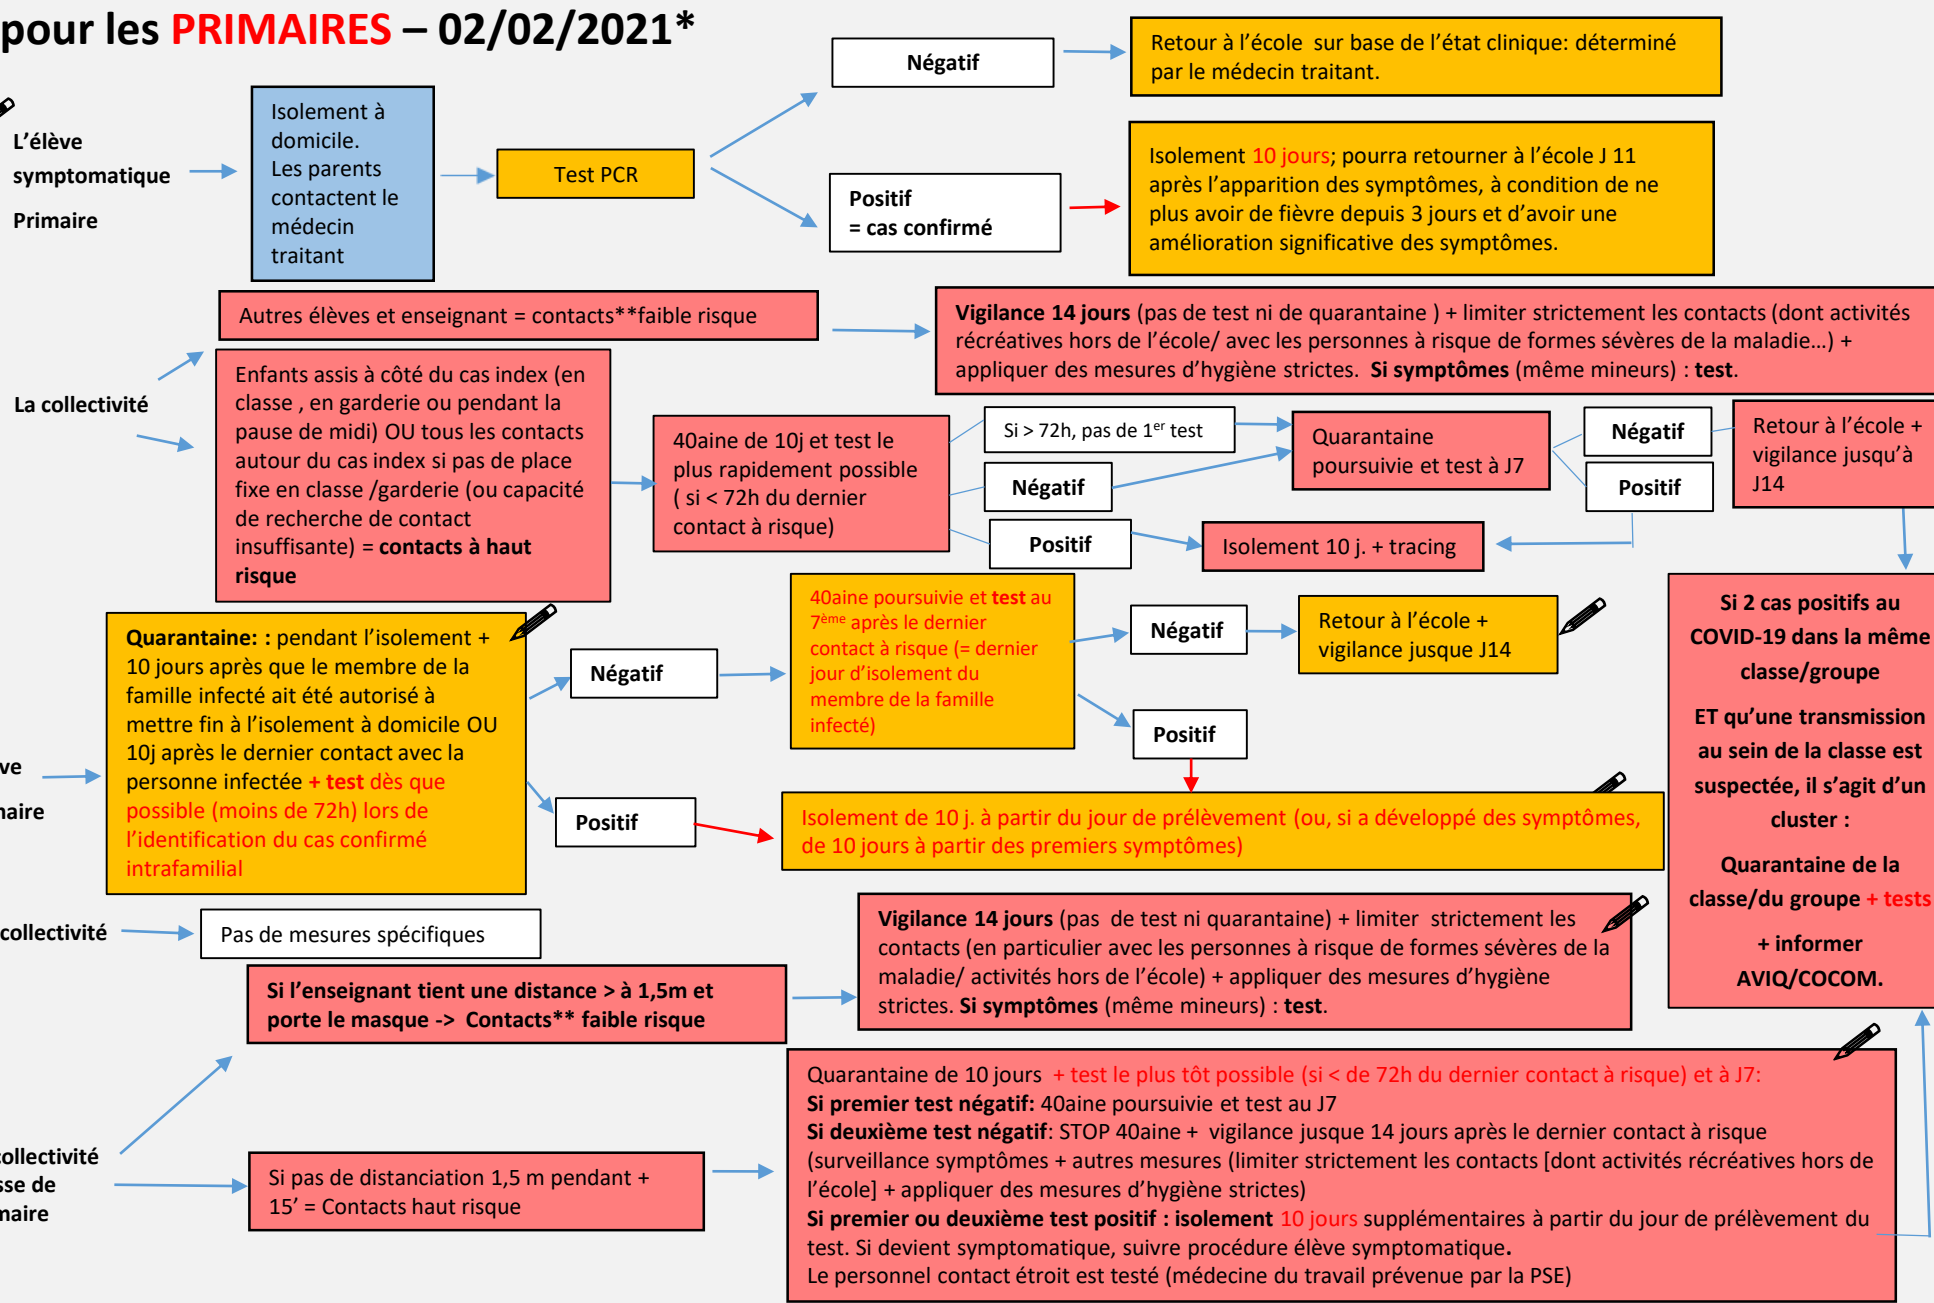 pour les PRIMAIRES – 02/02/2021*
Négatif
Retour à l’école sur base de l’état clinique: déterminé
par le médecin traitant.
L’élève
symptomatique
Primaire
Isolement à
domicile.
Les parents
contactent le
médecin
traitant
Test PCR
Positif
= cas confirmé
Isolement 10 jours; pourra retourner à l’école J 11
après l’apparition des symptômes, à condition de ne
plus avoir de fièvre depuis 3 jours et d’avoir une
amélioration significative des symptômes.
La collectivité
Autres élèves et enseignant = contacts**faible risque
Vigilance 14 jours (pas de test ni de quarantaine ) + limiter strictement les contacts (dont activités
récréatives hors de l’école/ avec les personnes à risque de formes sévères de la maladie…) +
appliquer des mesures d’hygiène strictes. Si symptômes (même mineurs) : test.
Enfants assis à côté du cas index (en
classe , en garderie ou pendant la
pause de midi) OU tous les contacts
autour du cas index si pas de place
fixe en classe /garderie (ou capacité
de recherche de contact
insuffisante) = contacts à haut
risque
40aine de 10j et test le
plus rapidement possible
( si < 72h du dernier
contact à risque)
Si > 72h, pas de 1er test
Négatif
Positif
Quarantaine
poursuivie et test à J7
Négatif
Positif
Retour à l’école +
vigilance jusqu’à
J14
Isolement 10 j. + tracing
ve
naire
Quarantaine: : pendant l’isolement +
10 jours après que le membre de la
famille infecté ait été autorisé à
mettre fin à l’isolement à domicile OU
10j après le dernier contact avec la
personne infectée + test dès que
possible (moins de 72h) lors de
l’identification du cas confirmé
intrafamilial
Négatif
Positif
40aine poursuivie et test au
7ème après le dernier
contact à risque (= dernier
jour d’isolement du
membre de la famille
infecté)
Négatif
Retour à l’école +
vigilance jusque J14
Positif
Isolement de 10 j. à partir du jour de prélèvement (ou, si a développé des symptômes,
de 10 jours à partir des premiers symptômes)
Si 2 cas positifs au
COVID-19 dans la même
classe/groupe
ET qu’une transmission
au sein de la classe est
suspectée, il s’agit d’un
cluster :
Quarantaine de la
classe/du groupe + tests
+ informer
AVIQ/COCOM.
collectivité
Pas de mesures spécifiques
Si l’enseignant tient une distance > à 1,5m et
porte le masque -> Contacts** faible risque
Vigilance 14 jours (pas de test ni quarantaine) + limiter strictement les
contacts (en particulier avec les personnes à risque de formes sévères de la
maladie/ activités hors de l’école) + appliquer des mesures d’hygiène
strictes. Si symptômes (même mineurs) : test.
collectivité
sse de
maire
Si pas de distanciation 1,5 m pendant +
15’ = Contacts haut risque
Quarantaine de 10 jours + test le plus tôt possible (si < de 72h du dernier contact à risque) et à J7:
Si premier test négatif: 40aine poursuivie et test au J7
Si deuxième test négatif: STOP 40aine + vigilance jusque 14 jours après le dernier contact à risque
(surveillance symptômes + autres mesures (limiter strictement les contacts [dont activités récréatives hors de
l’école] + appliquer des mesures d’hygiène strictes)
Si premier ou deuxième test positif : isolement 10 jours supplémentaires à partir du jour de prélèvement du
test. Si devient symptomatique, suivre procédure élève symptomatique.
Le personnel contact étroit est testé (médecine du travail prévenue par la PSE)